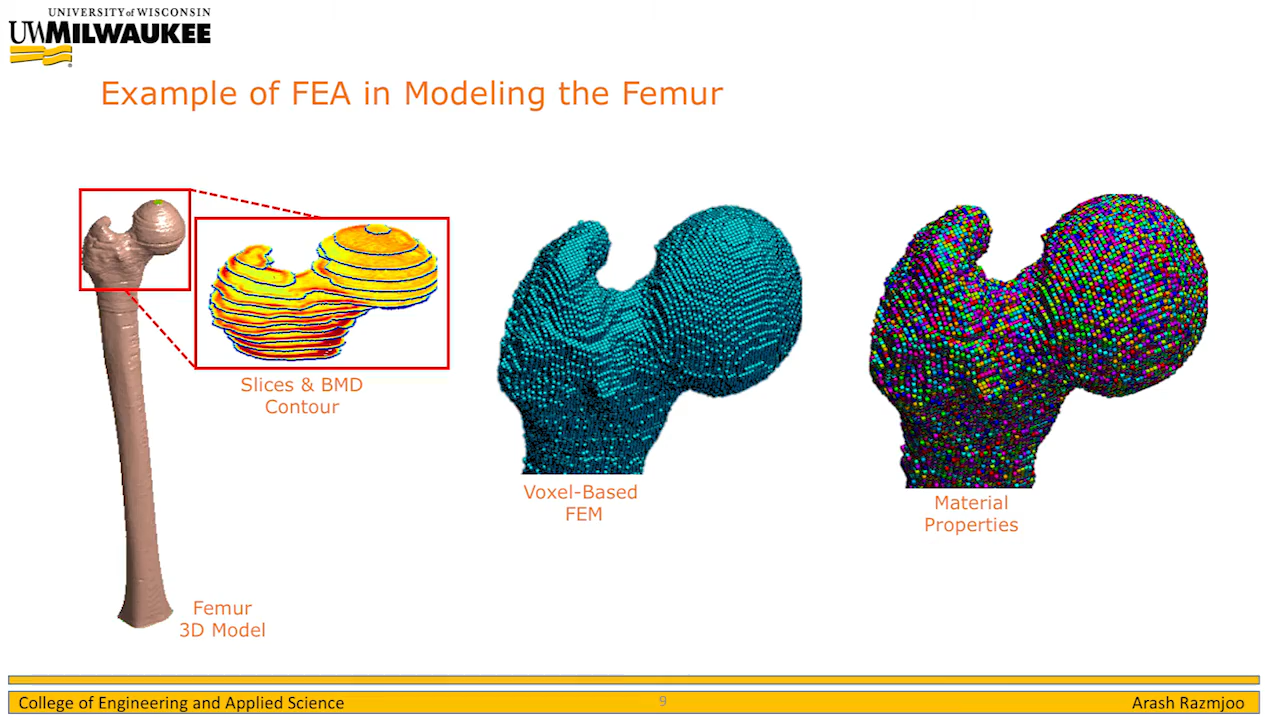 UNIVERSITY of WISCONSIN
UWMILWAUKEE
Example of FEA in Modeling the Femur
Slices & BMD
Contour
Voxel-Based
FEM
Material
Properties
Femur
3D Model
College of Engineering and Applied Science
9
Arash Razmjoo